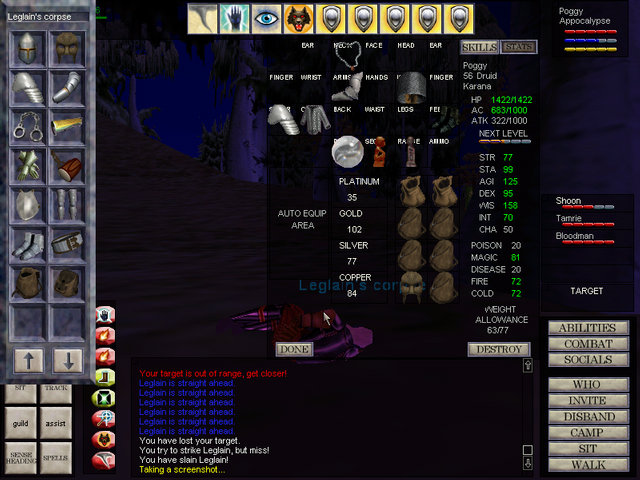 Leglain's corpse
EAR
NECK
FACE
HEAD
EAR
FINGER
WRIST
ARMS
HANDS
FINGER
BACK
WAIST
LEGS
AMMO
PLATINUM
35
AUTO EQUIP
AREA
GOLD
102
SILVER
77
COPPER
84
DONE
DESTROY
SKILLS
STATS
Poggy
56 Druid
Karana
HP 1422/1422
AC 683/1000
ATK 322/1000
NEXT LEVEL
STR 77
STA 99
AGI 125
DEX 95
WIS 158
INT 70
CHA 50
POISON 20
MAGIC 81
DISEASE 20
FIRE 72
COLD 72
WEIGHT
ALLOWANCE
63/77
Poggy
Appocalypse
Shoon
Tamrie
Bloodman
TARGET
ABILITIES
COMBAT
SOCIALS
WHO
INVITE
DISBAND
CAMP
SIT
WALK
Leglain's corpse
SIT
TRACK
guild
assist
SENSE
HEADING
SPELLS
Your target is out of range, get closer!
Leglain is straight ahead.
Leglain is straight ahead.
Leglain is straight ahead.
Leglain is straight ahead.
Leglain is straight ahead.
Leglain is straight ahead.
You have lost your target.
You try to strike Leglain, but miss!
You have slain Leglain!
Taking a screenshot...